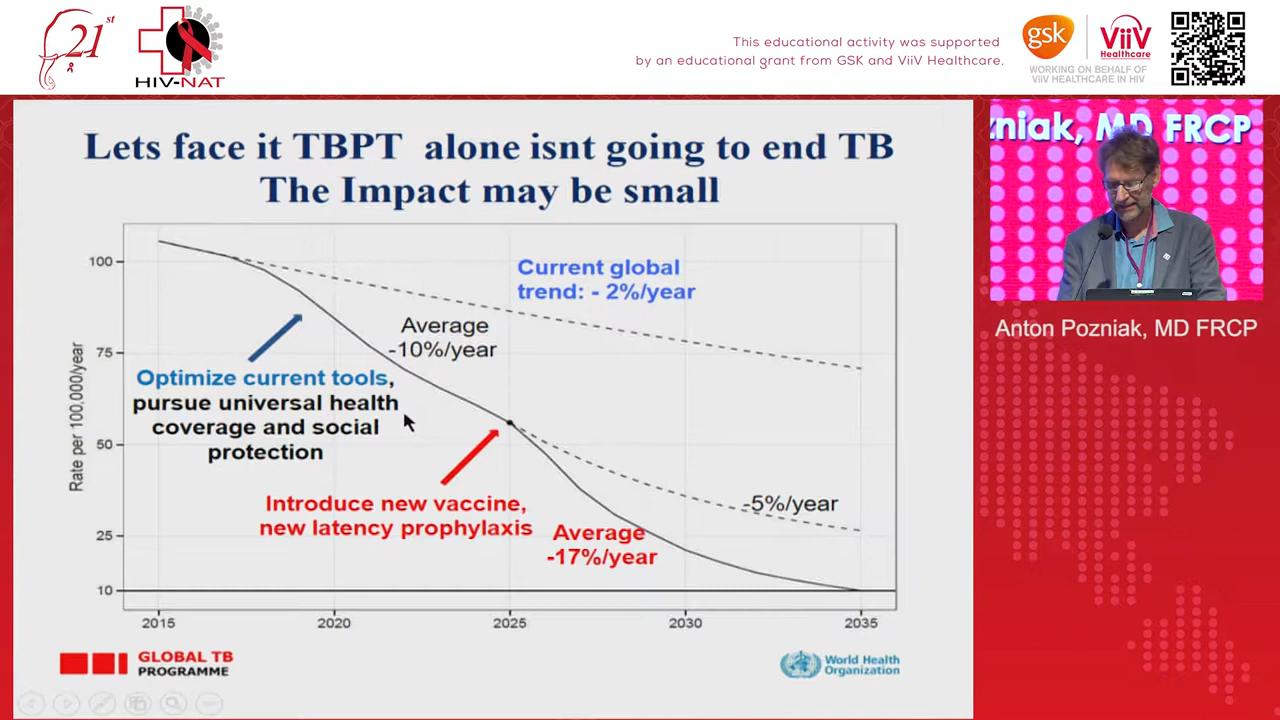 21st
HIV-NAT
This educational activity was supported
by an educational grant from GSK and ViiV Healthcare.
gsk
ViiV
Healthcare
WORKING ON BEHALF OF
ViiV HEALTHCARE IN HIV
Lets face it TBPT alone isnt going to end TB
The Impact may be small
Rate per 100,000/year
100
75
50
25
10
2015
2020
2025
2030
2035
Current global
trend: - 2%/year
Average
-10%/year
Optimize current tools,
pursue universal health
coverage and social
protection
Introduce new vaccine,
new latency prophylaxis
-5%/year
Average
-17%/year
GLOBAL TB
PROGRAMME
World Health
Organization
zniak, MD FRCP
Anton Pozniak, MD FRCP